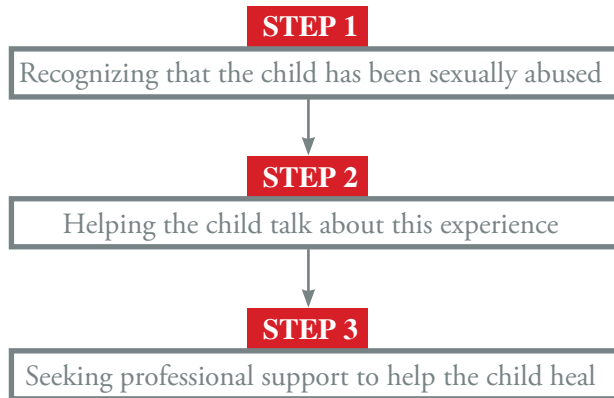 STEP 1
Recognizing that the child has been sexually abused
STEP 2
Helping the child talk about this experience
STEP 3
Seeking professional support to help the child heal